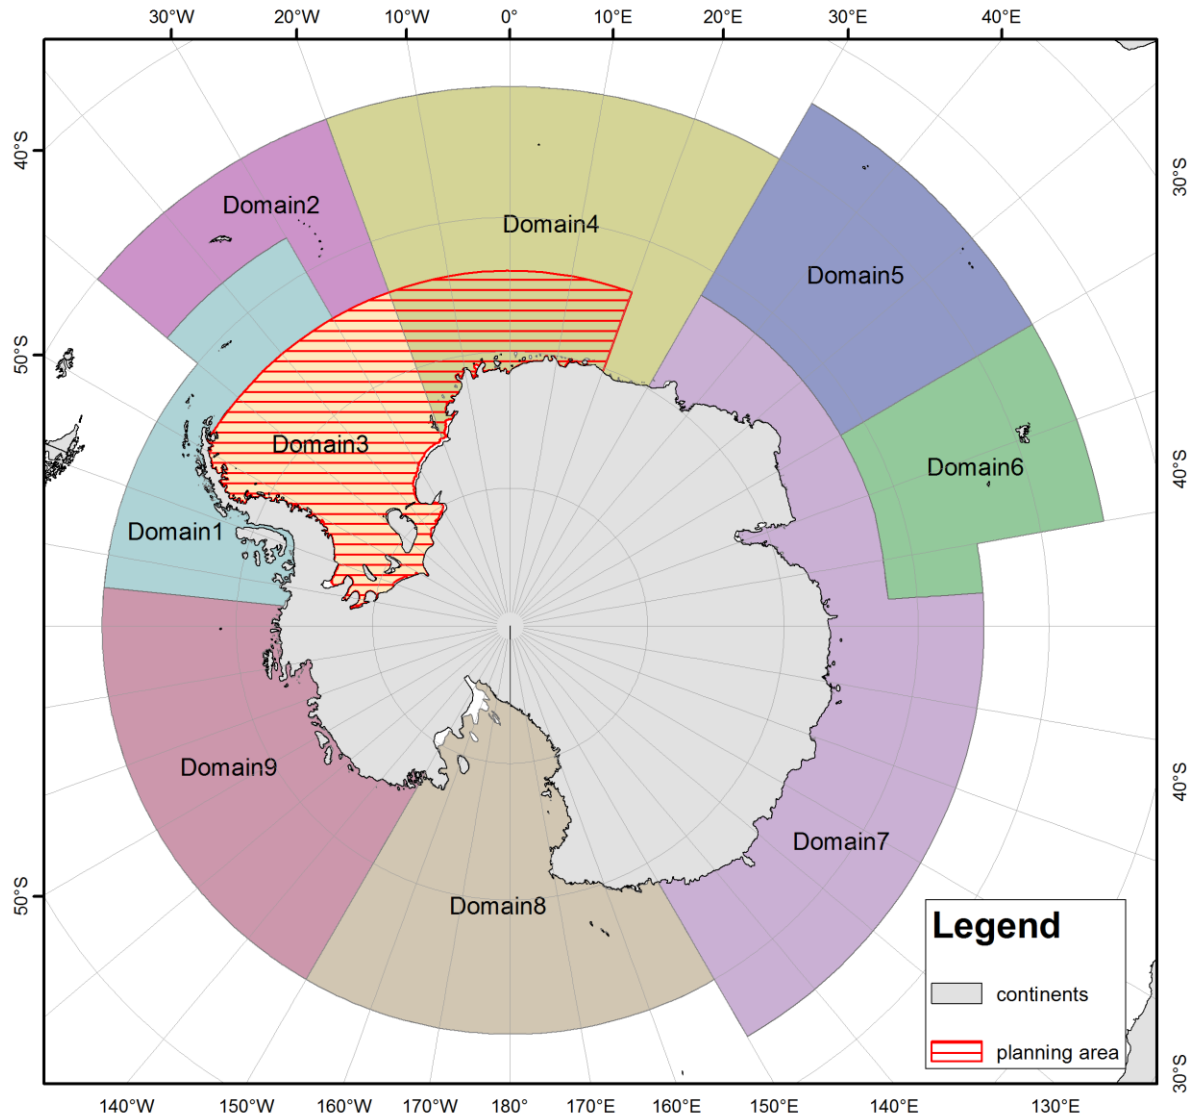 30°W 20°W 10°W 0° 10°E 20°E 30°E 40°E
40°S
30°S
Domain2
Domain4
Domain5
50°S
Domain3
Domain6
40°S
Domain1
Domain9
40°S
Domain7
50°S
Domain8
Legend
continents
planning area
30°S
140°W 150°W 160°W 170°W 180° 170°E 160°E 150°E 140°E 130°E